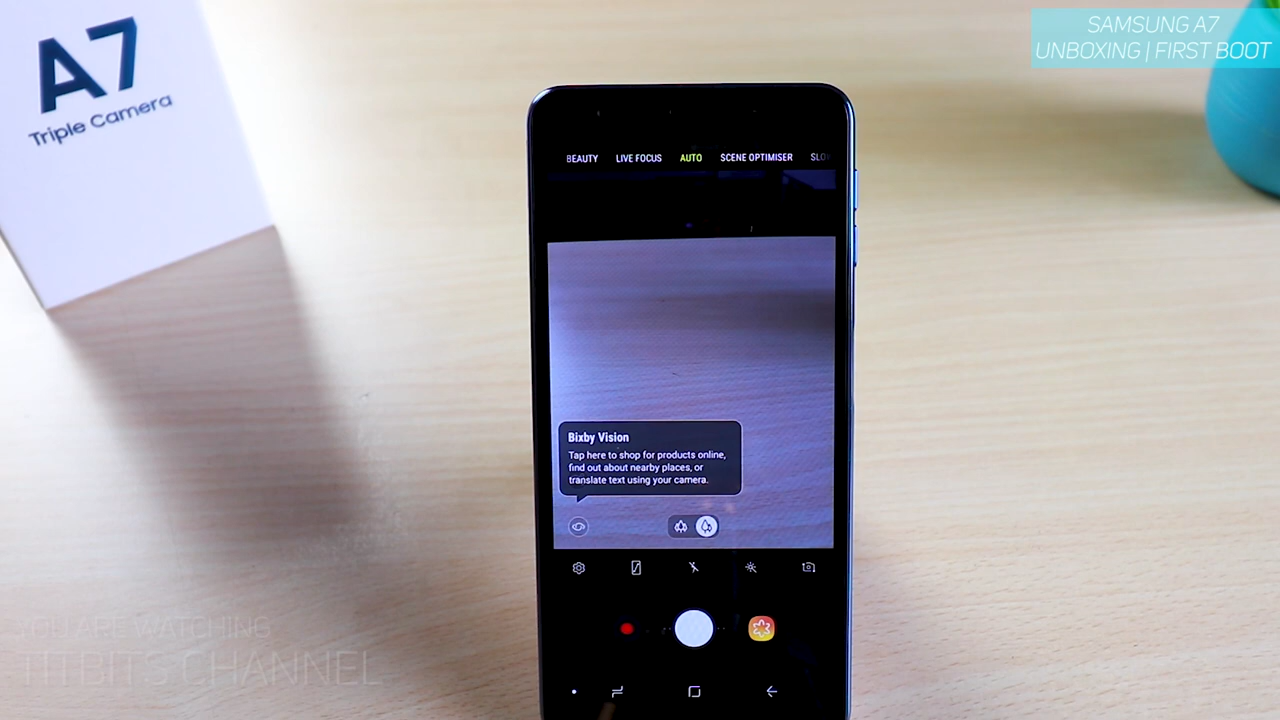 A7
Triple Camera
SAMSUNG A7
UNBOXING | FIRST BOOT
BEAUTY LIVE FOCUS AUTO SCENE OPTIMISER SLO
Bixby Vision
Tap here to shop for products online,
find out about nearby places, or
translate text using your camera.
YOU ARE WATCHING
TITBITS CHANNEL